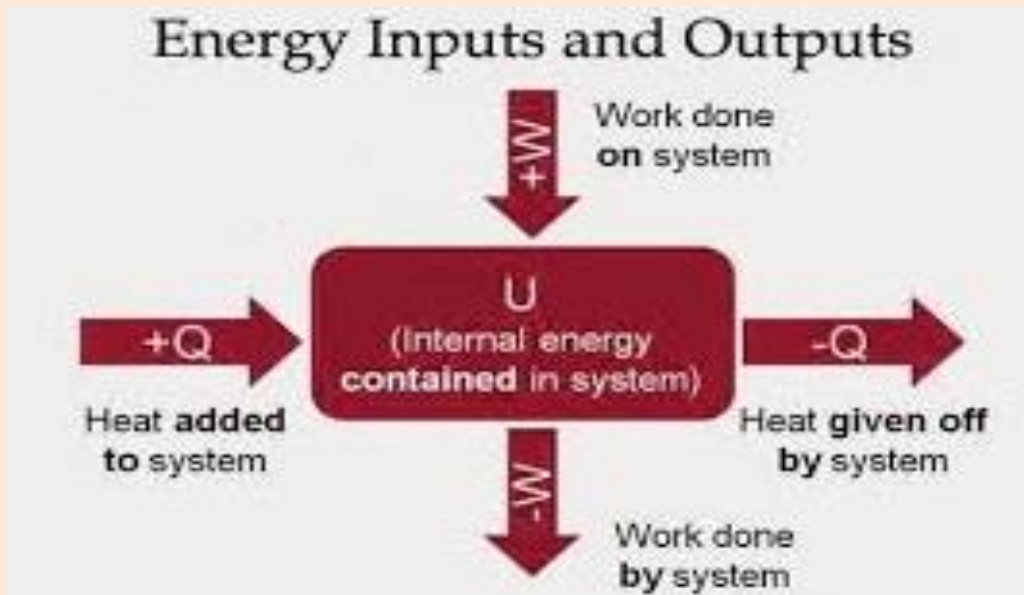 Energy Inputs and Outputs
+W
Work done
on system
U
(Internal energy
contained in system)
+Q
-Q
Heat added
to system
Heat given off
by system
-W
Work done
by system